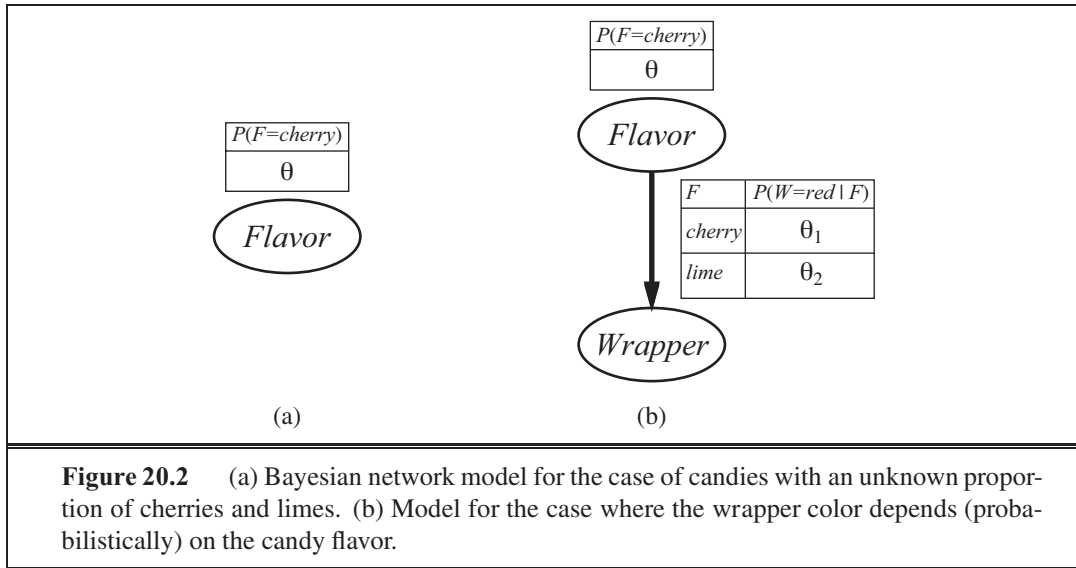 P(F=cherry)
θ
Flavor
(a)
P(F=cherry)
θ
Flavor
F P(W=red | F)
cherry θ1
lime θ2
Wrapper
(b)
Figure 20.2 (a) Bayesian network model for the case of candies with an unknown propor-
tion of cherries and limes. (b) Model for the case where the wrapper color depends (proba-
bilistically) on the candy flavor.